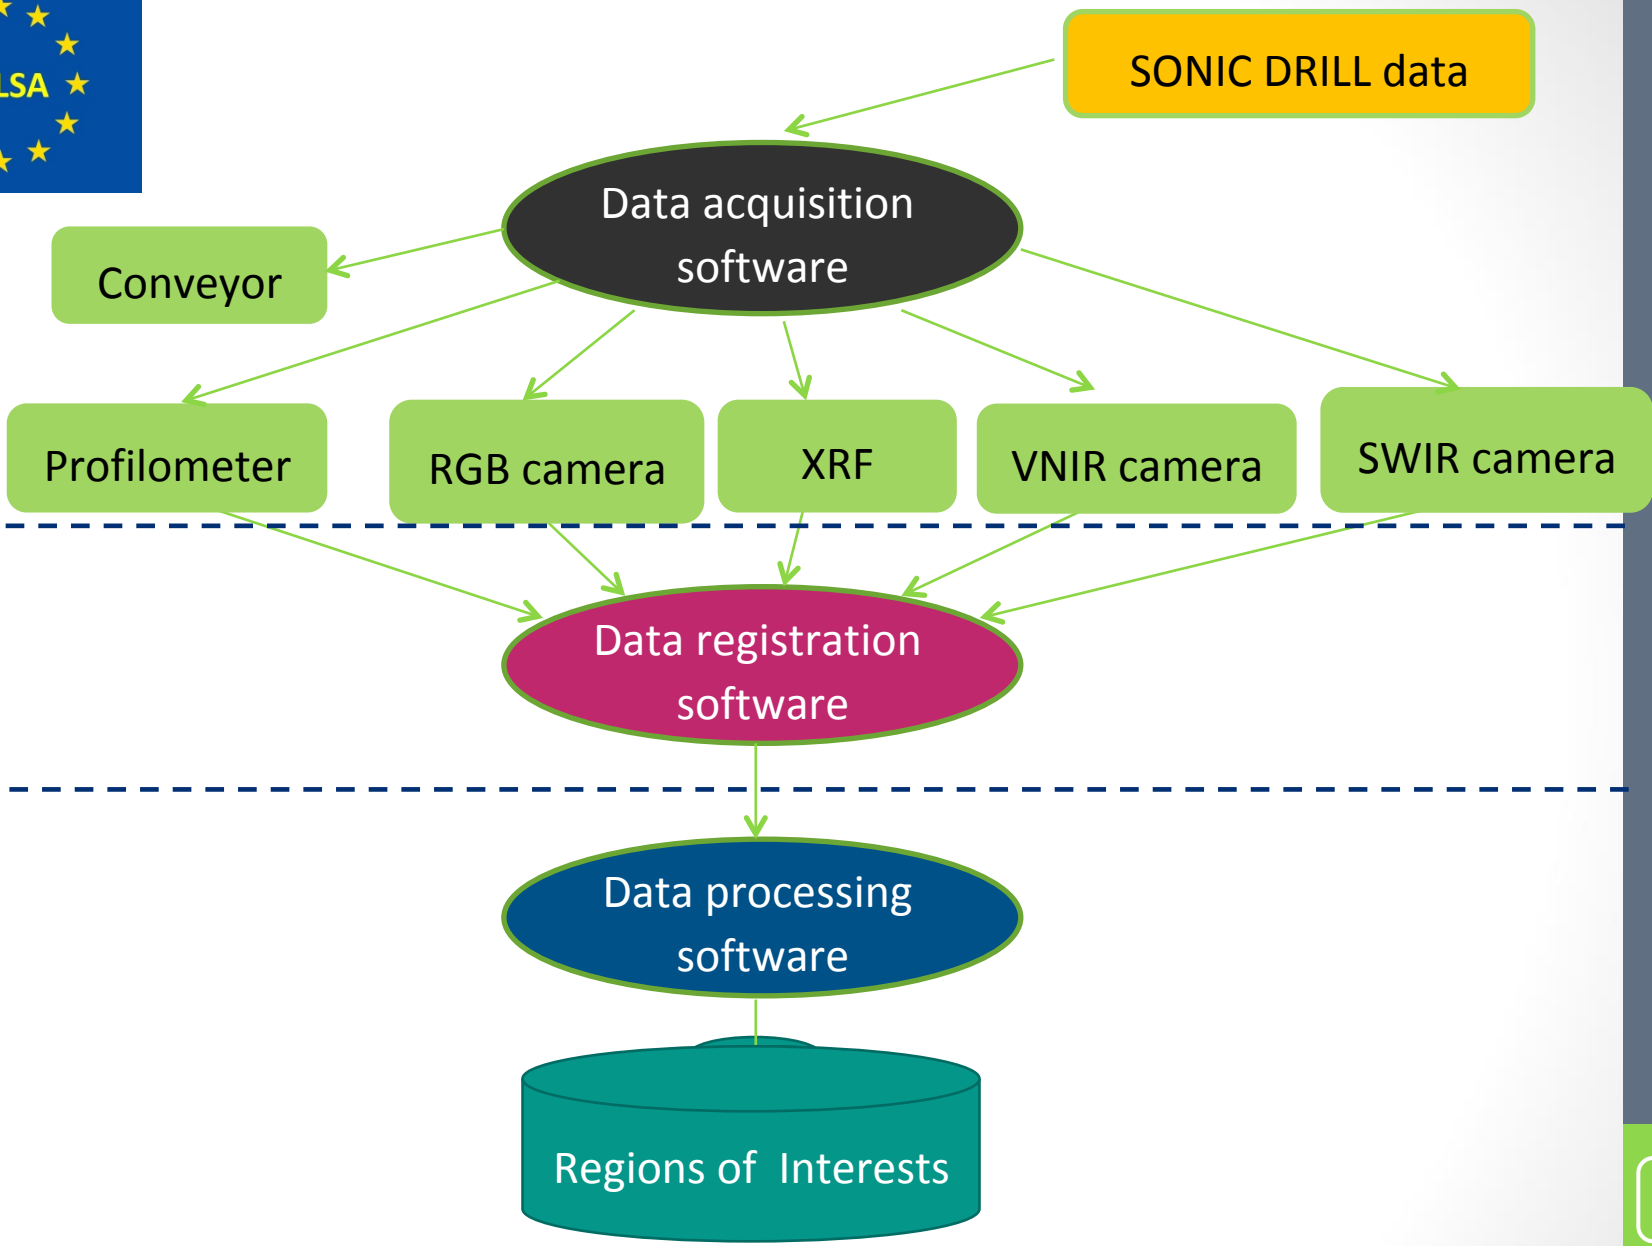 LSA
SONIC DRILL data
Data acquisition
software
Conveyor
Profilometer
RGB camera
XRF
VNIR camera
SWIR camera
Data registration
software
Data processing
software
Regions of  Interests